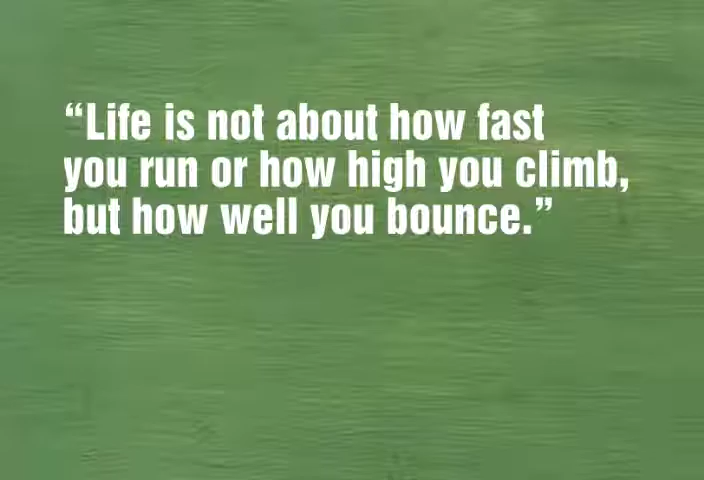 “Life is not about how fast
you run or how high you climb,
but how well you bounce.”